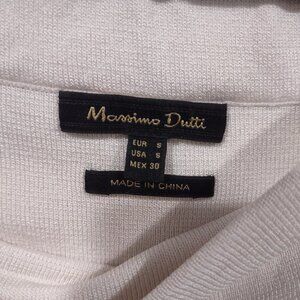 Massimo Dutti
EUR S
USA S
MEX 30
MADE IN CHINA